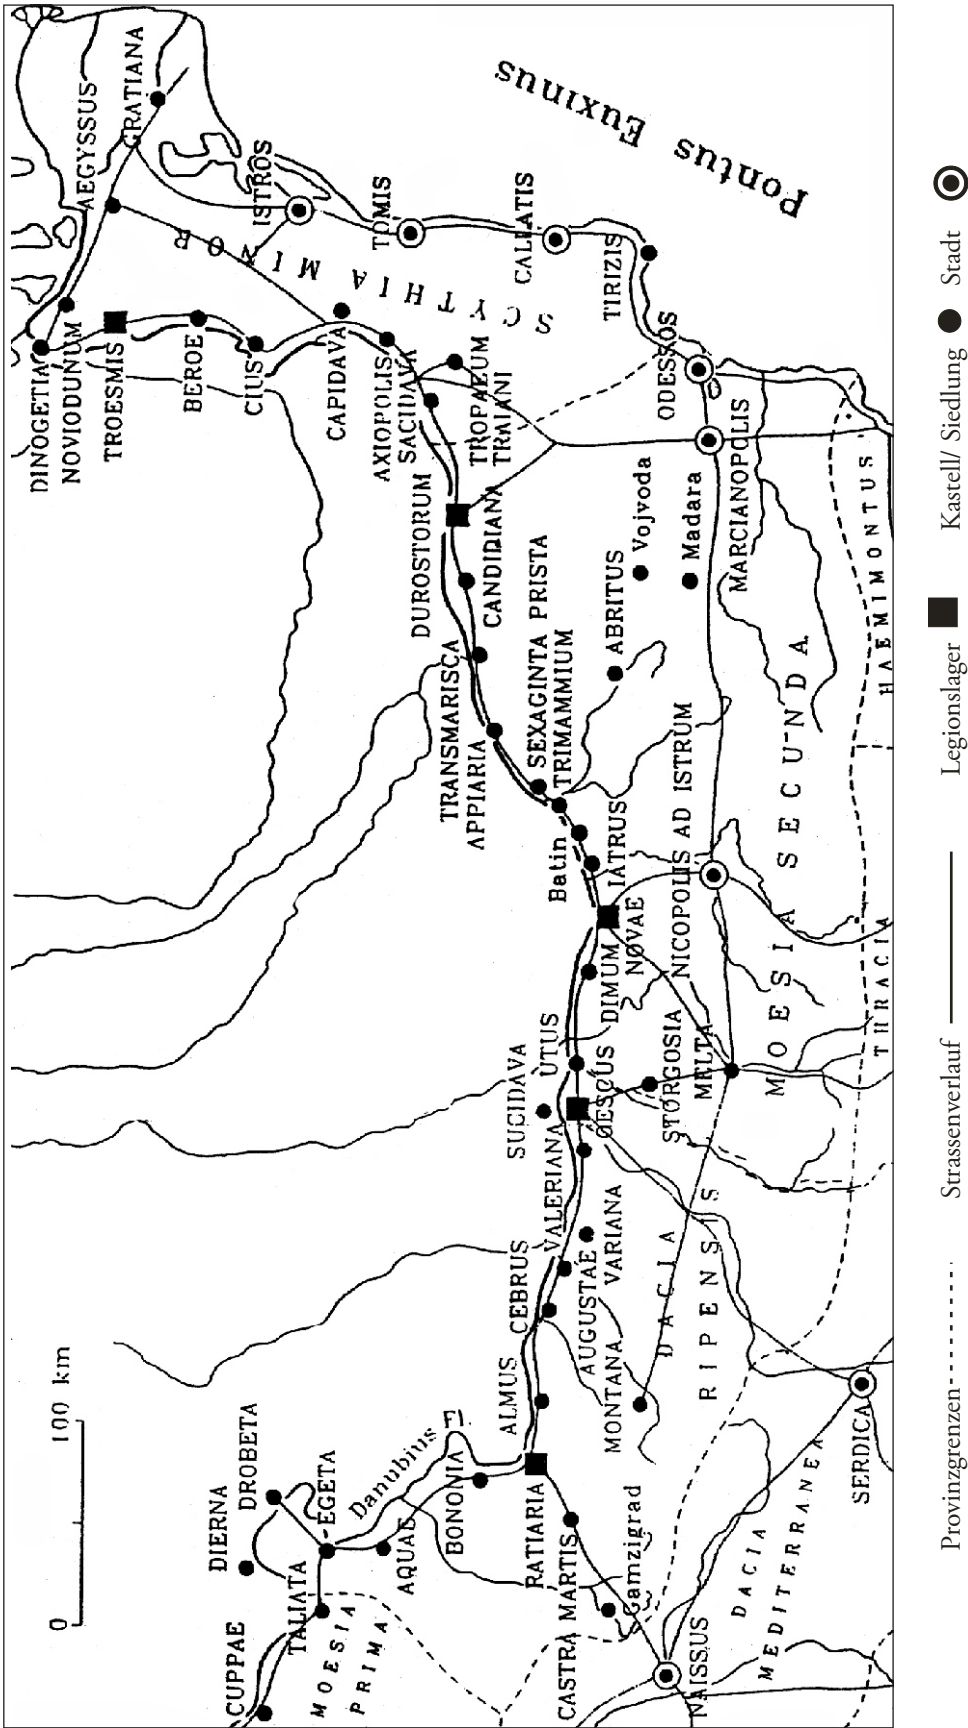 0 100 km
CUPPAE
TALIATA
DIERNA
DROBETA
EGETA
Danubius Fl.
AQUAE
BONONIA
RATIARIA
ALMUS
CEBRUS
AUGUSTAE
VARIANA
VALERIANA
SUCIDAVA
OESCUS
UTUS
DIMUM
NOVAE
IATRUS
Batin
TRIMAMMIUM
SEXAGINTA PRISTA
APPIARIA
TRANSMARISCA
CANDIDIANA
DUROSTORUM
SACIDAVA
AXIOPOLIS
TROPAEUM
TRAIANI
CAPIDAVA
CIUS
BEROE
TROESMIS
NOVIODUNUM
DINOGETIA
AEGYSSUS
GRATIANA
ISTROS
TOMIS
CALLATIS
TIRIZIS
ODESSOS
MARCIANOPOLIS
Vojvoda
Madara
ABRITUS
NICOPOLIS AD ISTRUM
MELTA
STORGOSIA
MONTANA
CASTRA MARTIS
Gamzigrad
NAISSUS
SERDICA
MOESIA
PRIMA
DACIA
RIPENSIS
DACIA
MEDITERRANEA
MOESIA SECUNDA
THRACIA
HAEMIMONTUS
SCYTHIA MINOR
Pontus Euxinus
Provinzgrenzen Strassenverlauf Legionslager Kastell/ Siedlung Stadt